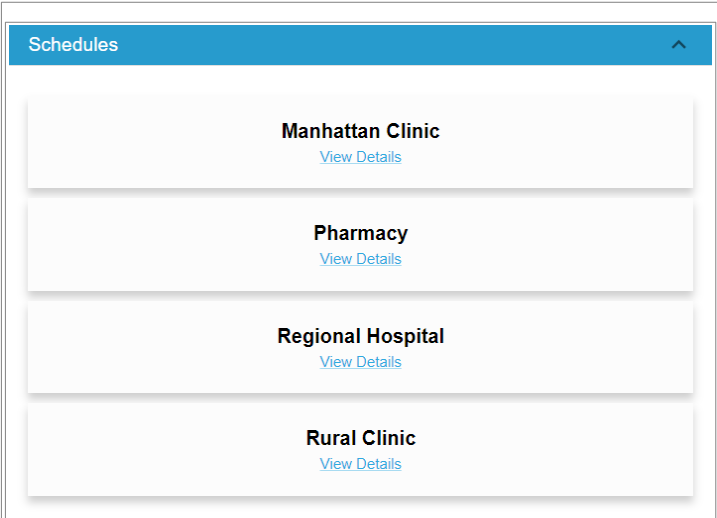 Schedules
Manhattan Clinic
View Details
Pharmacy
View Details
Regional Hospital
View Details
Rural Clinic
View Details